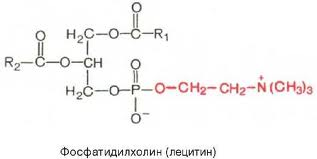 O
H₂C–O–C–R₁
O
R₂–C–O–CH
O
H₂C–O–P–O–CH₂–CH₂–N⁺(CH₃)₃
O⁻
Фосфатидилхолин (лецитин)